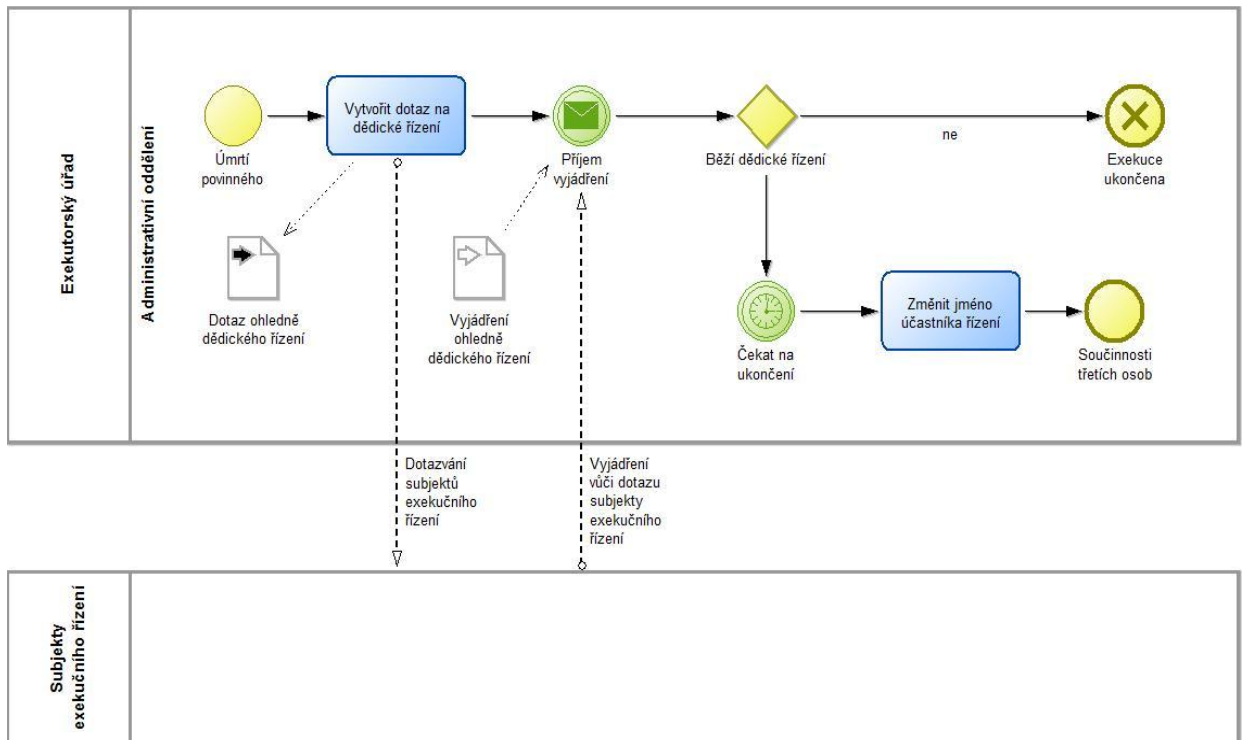 Exekutorský úřad
Administrativní oddělení
Úmrtí
povinného
Vytvořit dotaz na
dědické řízení
Příjem
vyjádření
Běží dědické řízení
ne
Exekuce
ukončena
Dotaz ohledně
dědického řízení
Vyjádření
ohledně
dědického řízení
Čekat na
ukončení
Změnit jméno
účastníka řízení
Součinnosti
třetích osob
Dotazvání
subjektů
exekučního
řízení
Vyjádření
vůči dotazu
subjekty
exekučního
řízení
Subjekty
exekučního řízení